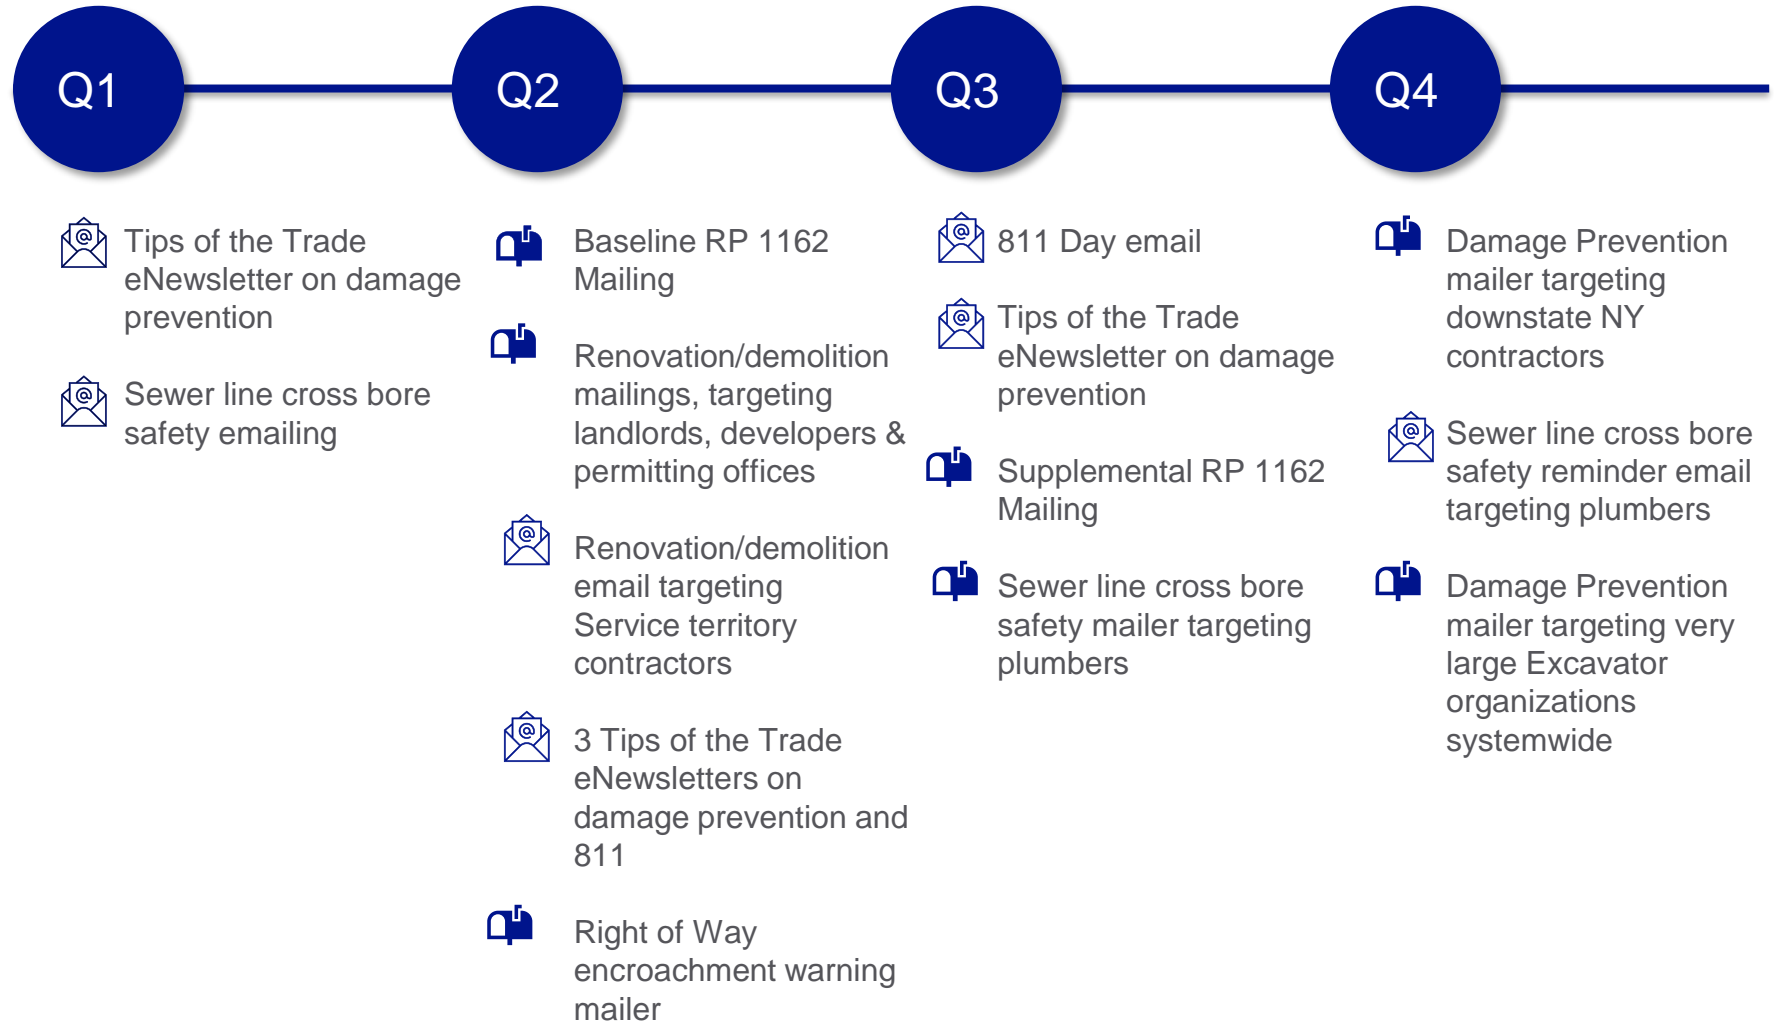 Q1
Q2
Q3
Q4
Tips of the Trade
eNewsletter on damage
prevention
Sewer line cross bore
safety emailing
Baseline RP 1162
Mailing
Renovation/demolition
mailings, targeting
landlords, developers &
permitting offices
Renovation/demolition
email targeting
Service territory
contractors
3 Tips of the Trade
eNewsletters on
damage prevention and
811
Right of Way
encroachment warning
mailer
811 Day email
Tips of the Trade
eNewsletter on damage
prevention
Supplemental RP 1162
Mailing
Sewer line cross bore
safety mailer targeting
plumbers
Damage Prevention
mailer targeting
downstate NY
contractors
Sewer line cross bore
safety reminder email
targeting plumbers
Damage Prevention
mailer targeting very
large Excavator
organizations
systemwide